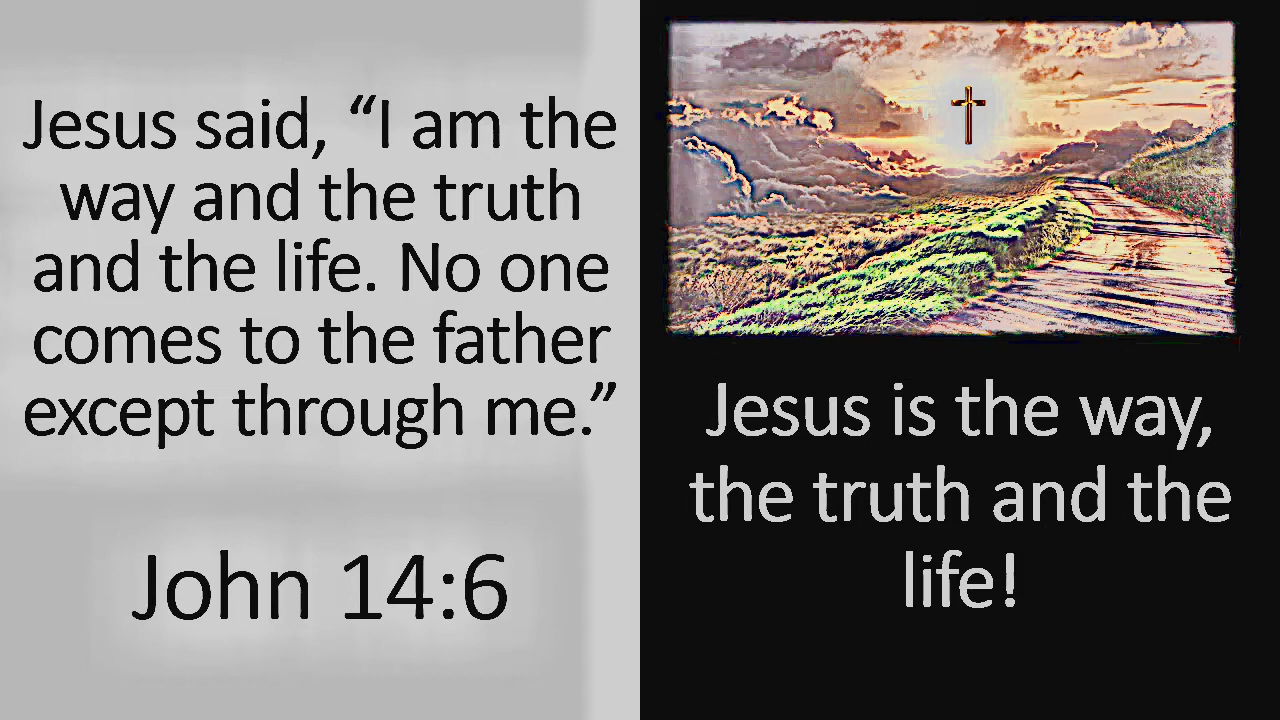 Jesus said, “I am the
way and the truth
and the life. No one
comes to the father
except through me.”
John 14:6
Jesus is the way,
the truth and the
life!